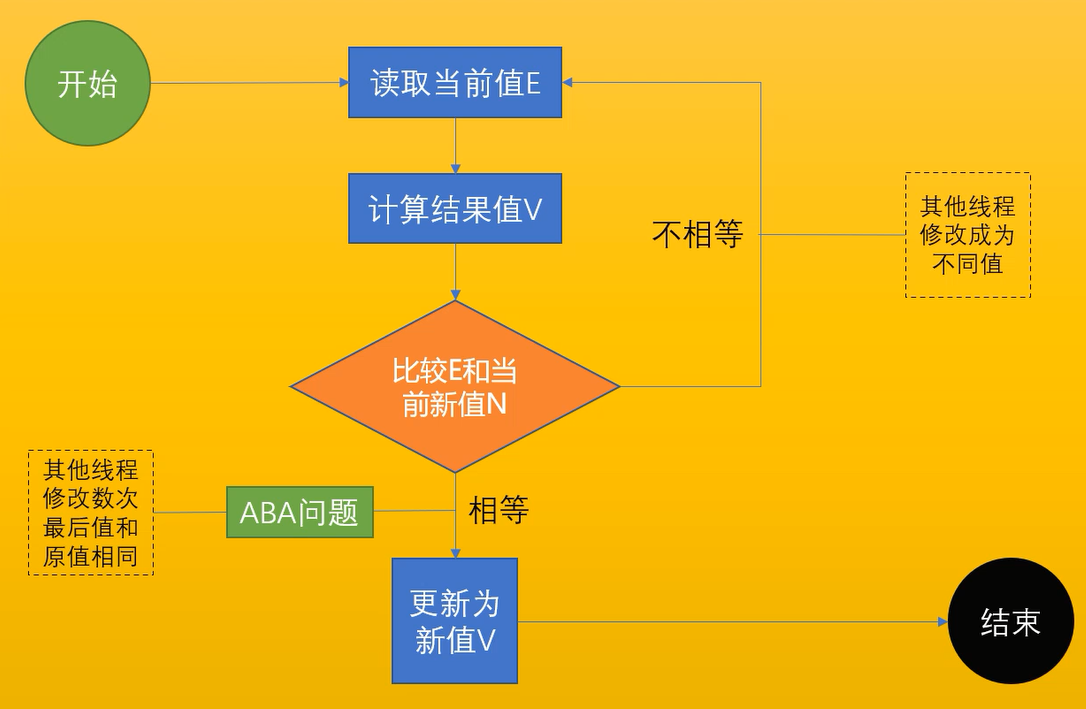 开始
读取当前值E
计算结果值V
不相等
其他线程
修改成为
不同值
比较E和当
前新值N
其他线程
修改数次
最后值和
原值相同
ABA问题
相等
更新为
新值V
结束